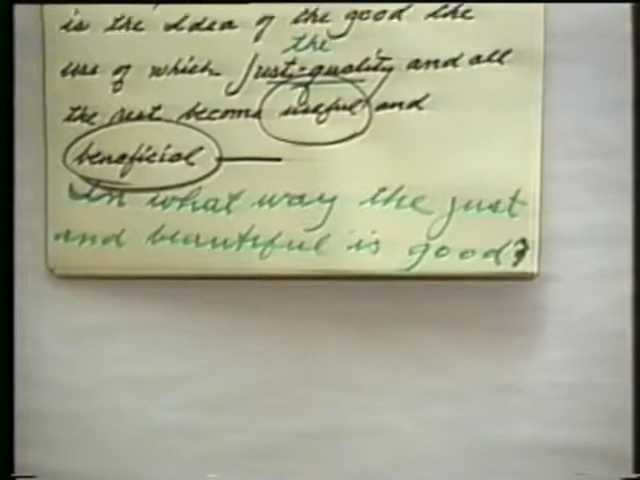 is the Idea of the good the
the
use of which just-quality and all
the rest become useful and
beneficial ———
In what way the just
and beautiful is good?